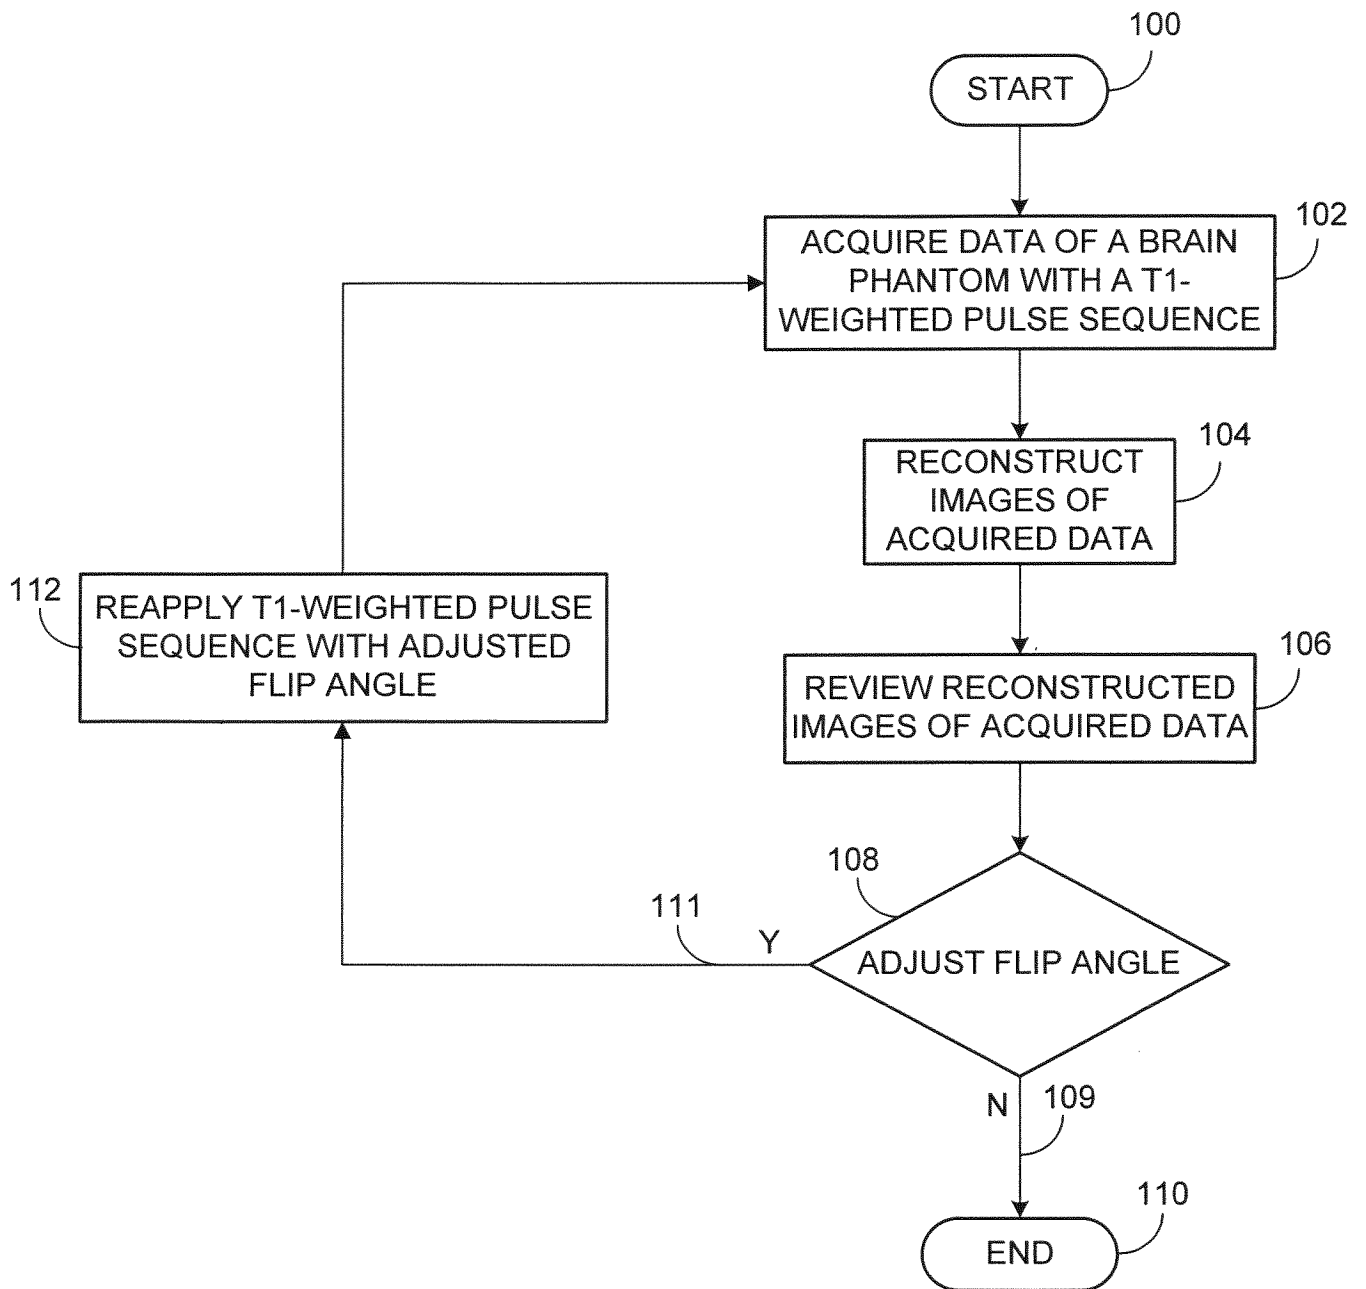 100
START
102
ACQUIRE DATA OF A BRAIN
PHANTOM WITH A T1-
WEIGHTED PULSE SEQUENCE
104
RECONSTRUCT
IMAGES OF
ACQUIRED DATA
112
REAPPLY T1-WEIGHTED PULSE
SEQUENCE WITH ADJUSTED
FLIP ANGLE
106
REVIEW RECONSTRUCTED
IMAGES OF ACQUIRED DATA
108
111
Y
ADJUST FLIP ANGLE
N
109
110
END